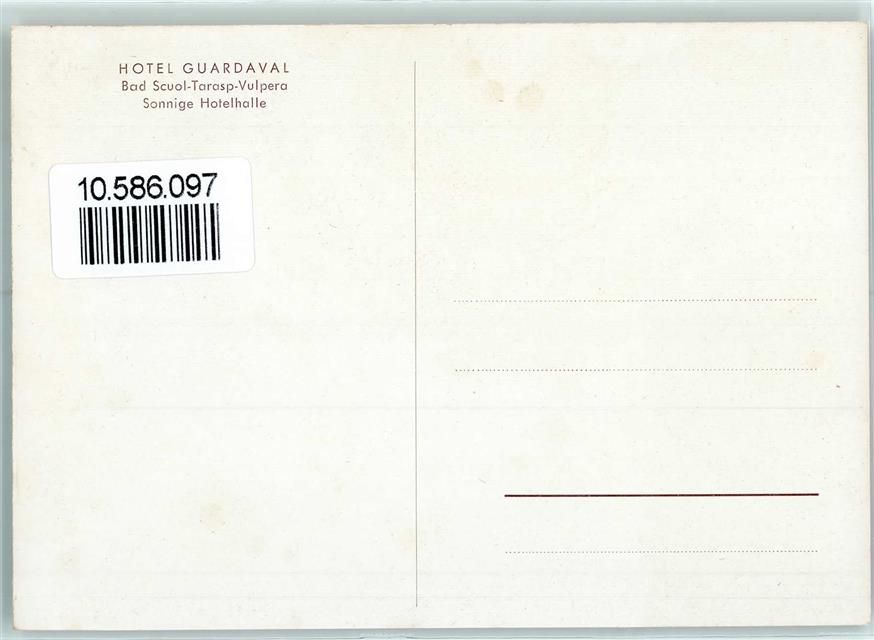 HOTEL GUARDAVAL
Bad Scuol-Tarasp-Vulpera
Sonnige Hotelhalle
10.586.097